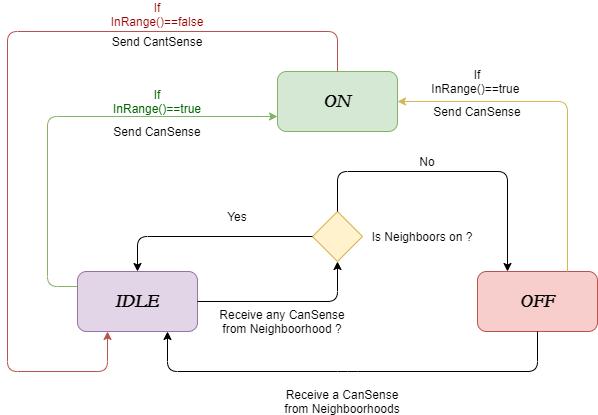 If
InRange()==false
Send CantSense
If
InRange()==true
Send CanSense
ON
If
InRange()==true
Send CanSense
No
Yes
Is Neighboors on ?
IDLE
OFF
Receive any CanSense
from Neighboorhood ?
Receive a CanSense
from Neighboorhoods